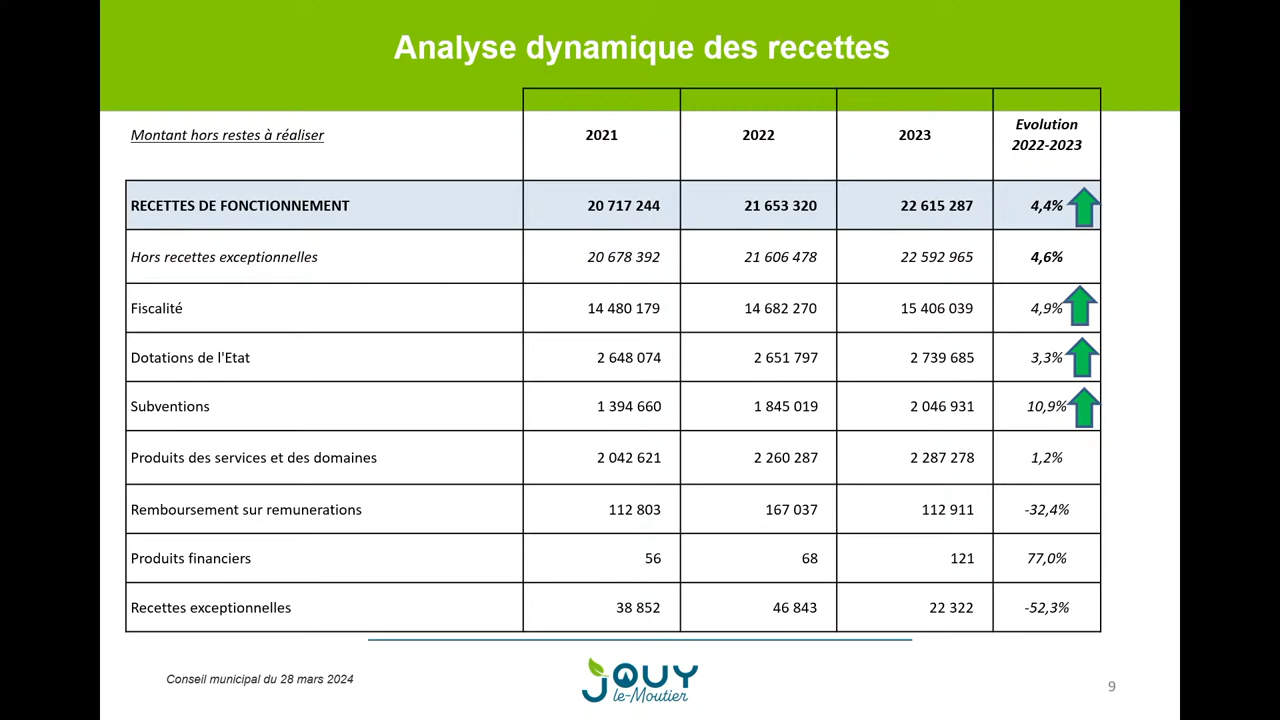 Analyse dynamique des recettes
Montant hors restes à réaliser 2021 2022 2023 Evolution 2022-2023
RECETTES DE FONCTIONNEMENT 20 717 244 21 653 320 22 615 287 4,4%
Hors recettes exceptionnelles 20 678 392 21 606 478 22 592 965 4,6%
Fiscalité 14 480 179 14 682 270 15 406 039 4,9%
Dotations de l'Etat 2 648 074 2 651 797 2 739 685 3,3%
Subventions 1 394 660 1 845 019 2 046 931 10,9%
Produits des services et des domaines 2 042 621 2 260 287 2 287 278 1,2%
Remboursement sur remunerations 112 803 167 037 112 911 -32,4%
Produits financiers 56 68 121 77,0%
Recettes exceptionnelles 38 852 46 843 22 322 -52,3%
Conseil municipal du 28 mars 2024
JOUY
le-Moutier
9